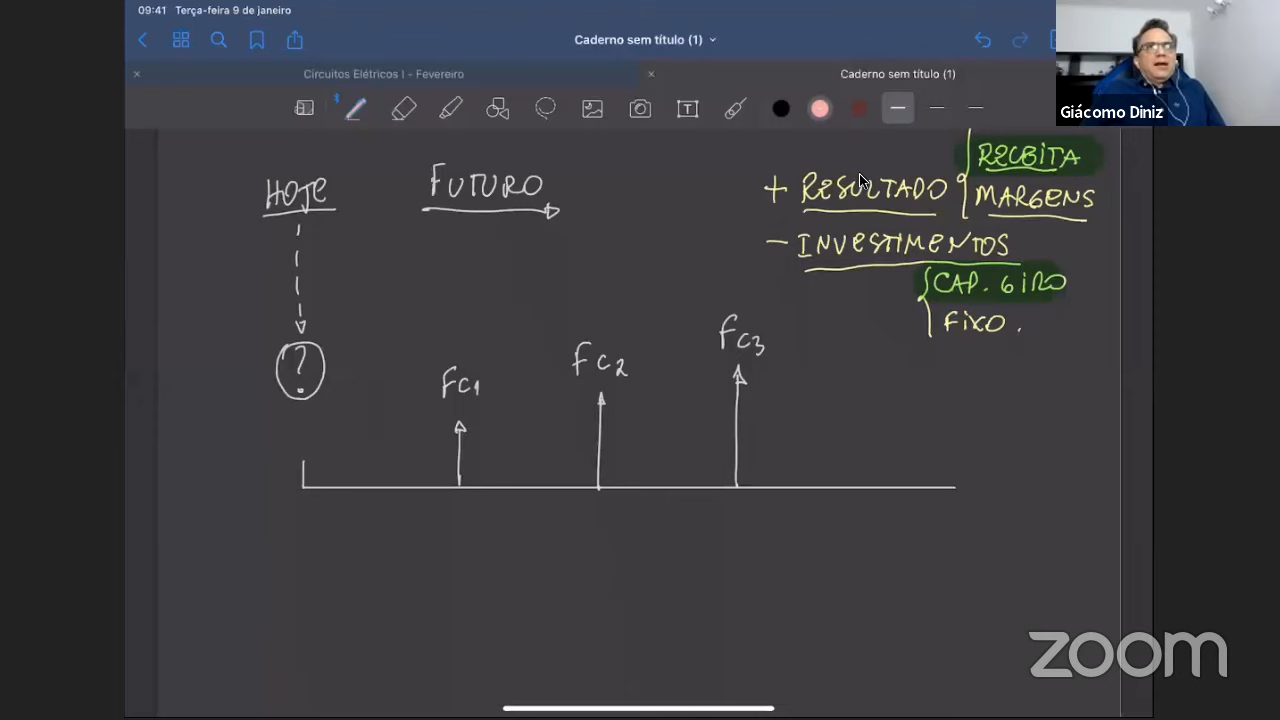 09:41 Terça-feira 9 de janeiro
Caderno sem título (1)
Circuitos Elétricos I - Fevereiro
Caderno sem título (1)
T
Giácomo Diniz
HOJE
FUTURO
+ RESULTADO
RECEITA
MARGENS
- INVESTIMENTOS
CAP. GIRO
FIXO.
?
FC1
FC2
FC3
zoom